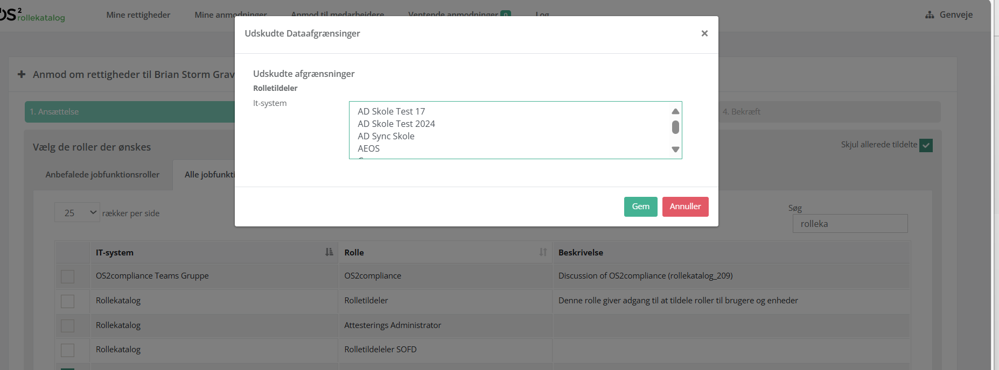 OS2
rollekatalog
Mine rettigheder
Mine anmodninger
Anmod til medarbejdere
Ventende anmodninger 0
Log
Genveje
Udskudte Dataafgrænsinger
×
Anmod om rettigheder til Brian Storm Grav
Udskudte afgrænsninger
Rolletildeler
It-system
AD Skole Test 17
AD Skole Test 2024
AD Sync Skole
AEOS
1. Ansættelse
4. Bekræft
Vælg de roller der ønskes
Skjul allerede tildelte
Anbefalede jobfunktionsroller
Alle jobfunkti
Gem
Annuller
25
rækker per side
Søg
rolleka
IT-system
Rolle
Beskrivelse
OS2compliance Teams Gruppe
OS2compliance
Discussion of OS2compliance (rollekatalog_209)
Rollekatalog
Rolletildeler
Denne rolle giver adgang til at tildele roller til brugere og enheder
Rollekatalog
Attesterings Administrator
Rollekatalog
Rolletildeleler SOFD